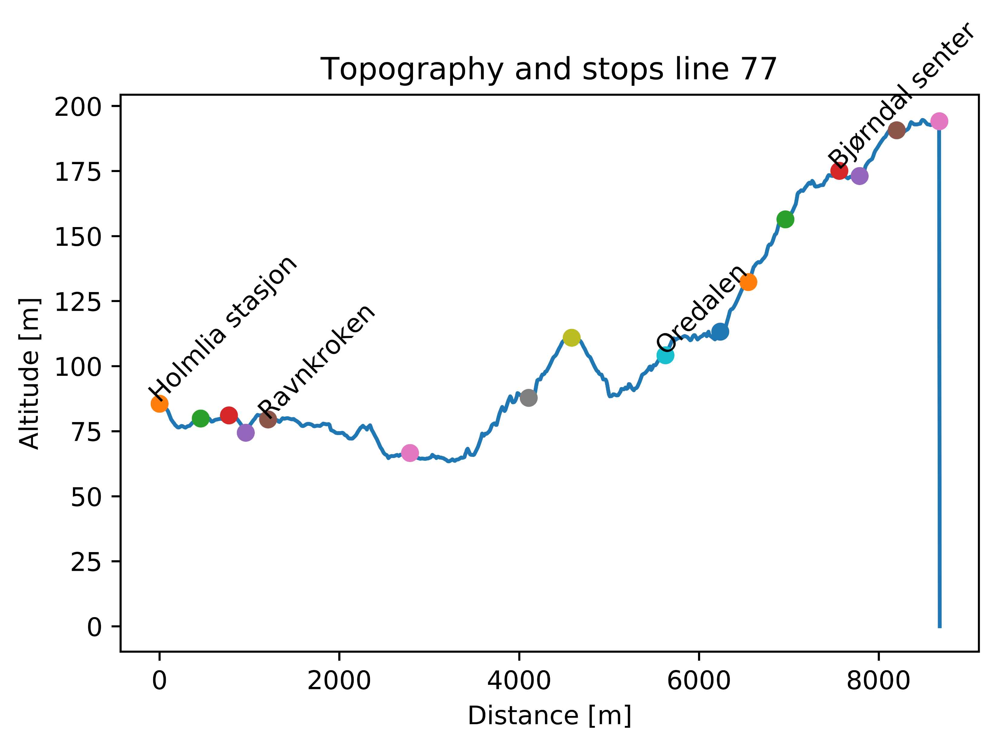 Topography and stops line 77
Altitude [m]
200
175
150
125
100
75
50
25
0
Holmlia stasjon
Ravnkroken
Oredalen
Bjørndal senter
0 2000 4000 6000 8000
Distance [m]